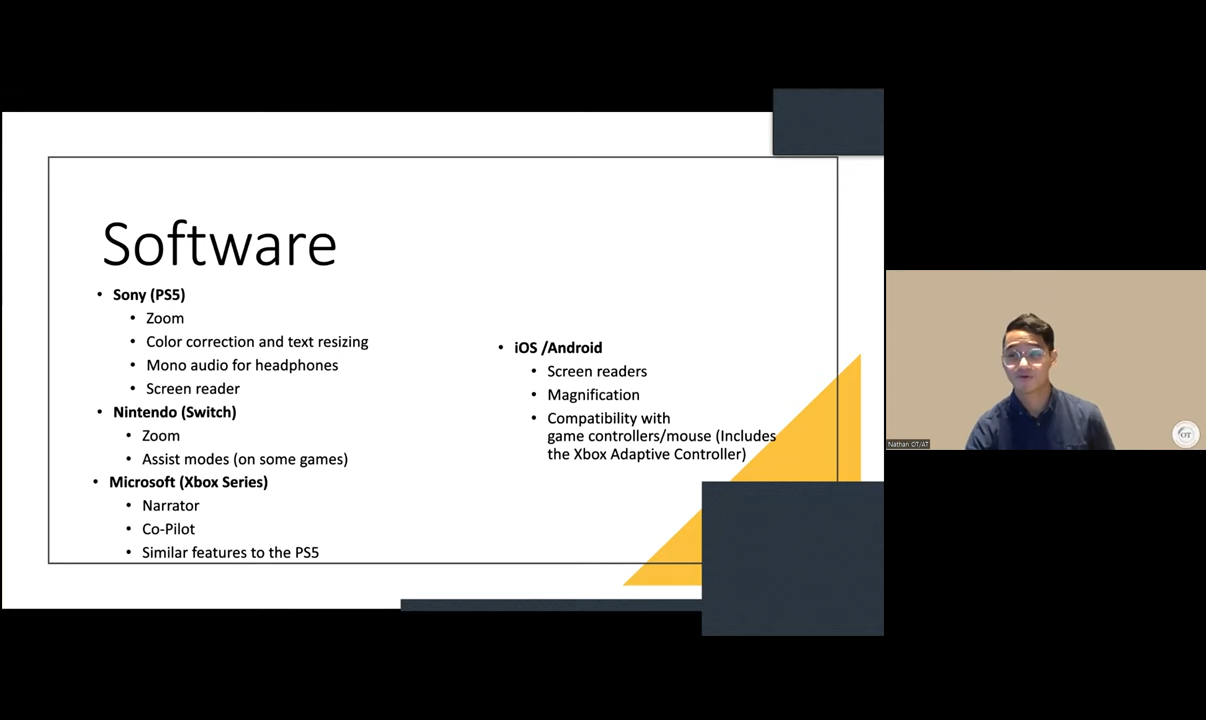 Software
• Sony (PS5)
• Zoom
• Color correction and text resizing
• Mono audio for headphones
• Screen reader
• Nintendo (Switch)
• Zoom
• Assist modes (on some games)
• Microsoft (Xbox Series)
• Narrator
• Co-Pilot
• Similar features to the PS5
• iOS /Android
• Screen readers
• Magnification
• Compatibility with
game controllers/mouse (Includes
the Xbox Adaptive Controller)
Nathan OT/AT
OT